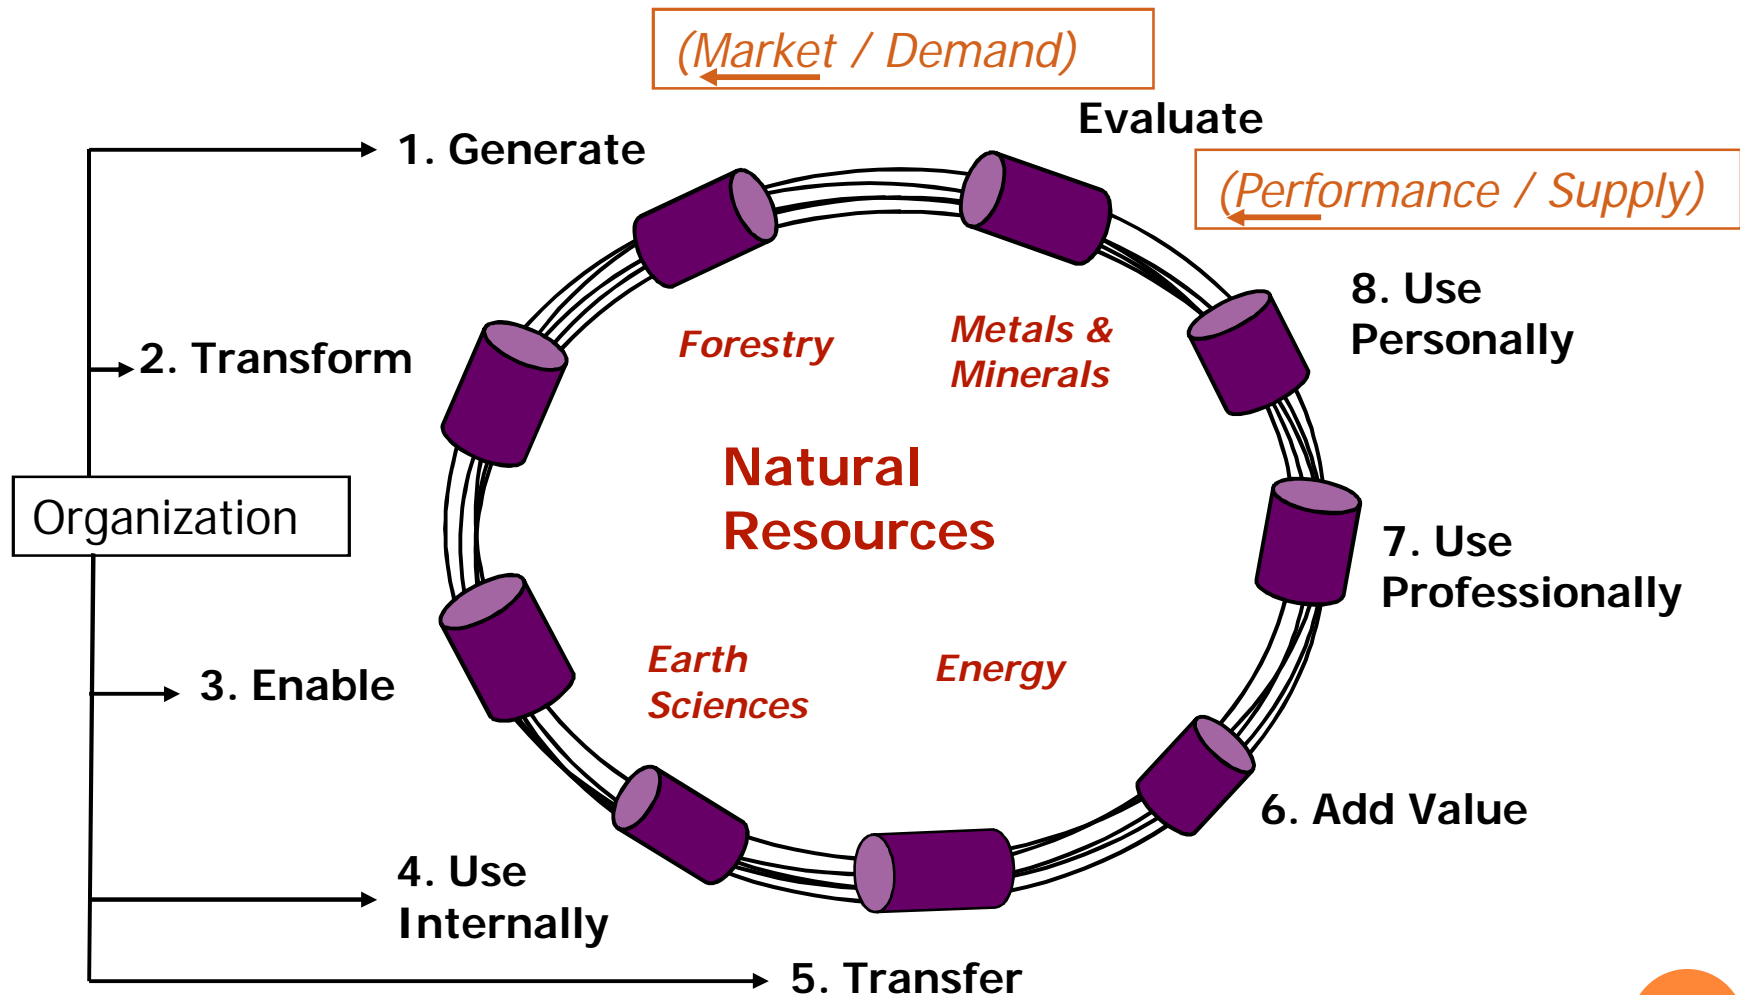 (Market / Demand)
Evaluate
1. Generate
(Performance / Supply)
8. Use
Personally
Forestry
Metals &
Minerals
2. Transform
Natural
Resources
Organization
7. Use
Professionally
Earth
Sciences
Energy
3. Enable
6. Add Value
4. Use
Internally
5. Transfer